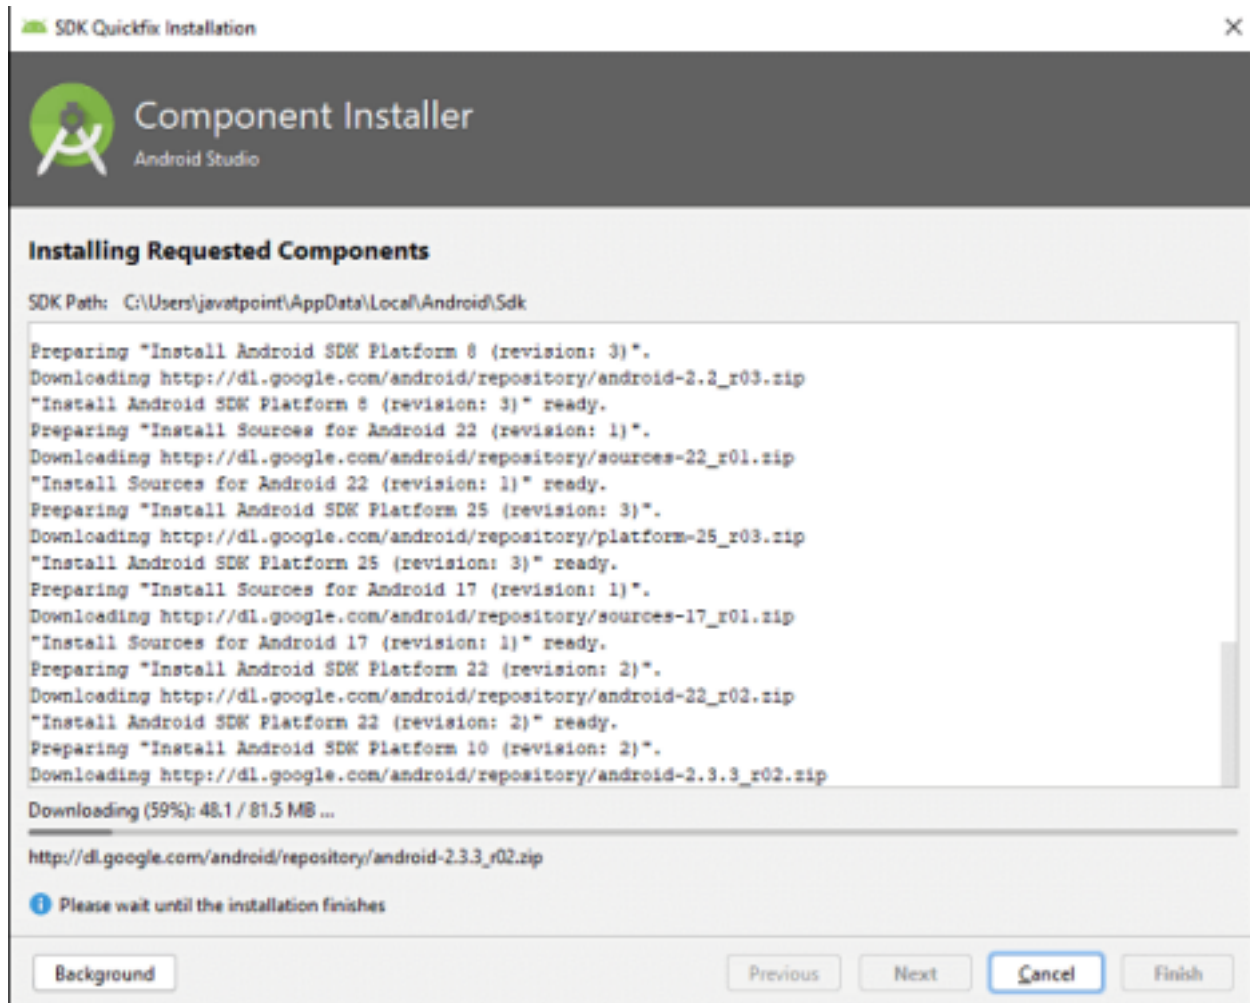 SDK Quickfix Installation
Component Installer
Android Studio
Installing Requested Components
SDK Path: C:\Users\javatpoint\AppData\Local\Android\Sdk
Preparing "Install Android SDK Platform 8 (revision: 3)".
Downloading http://dl.google.com/android/repository/android-2.2_r03.zip
"Install Android SDK Platform 8 (revision: 3)" ready.
Preparing "Install Sources for Android 22 (revision: 1)".
Downloading http://dl.google.com/android/repository/sources-22_r01.zip
"Install Sources for Android 22 (revision: 1)" ready.
Preparing "Install Android SDK Platform 25 (revision: 3)".
Downloading http://dl.google.com/android/repository/platform-25_r03.zip
"Install Android SDK Platform 25 (revision: 3)" ready.
Preparing "Install Sources for Android 17 (revision: 1)".
Downloading http://dl.google.com/android/repository/sources-17_r01.zip
"Install Sources for Android 17 (revision: 1)" ready.
Preparing "Install Android SDK Platform 22 (revision: 2)".
Downloading http://dl.google.com/android/repository/android-22_r02.zip
"Install Android SDK Platform 22 (revision: 2)" ready.
Preparing "Install Android SDK Platform 10 (revision: 2)".
Downloading http://dl.google.com/android/repository/android-2.3.3_r02.zip
Downloading (59%): 48.1 / 81.5 MB ...
http://dl.google.com/android/repository/android-2.3.3_r02.zip
Please wait until the installation finishes
Background Previous Next Cancel Finish